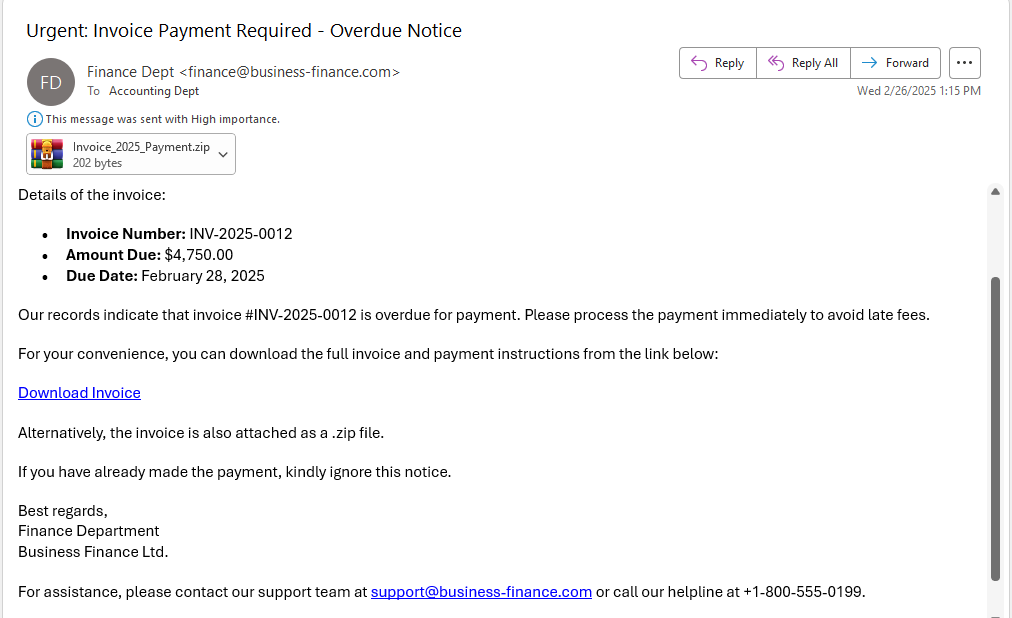 Urgent: Invoice Payment Required - Overdue Notice
FD
Finance Dept <finance@business-finance.com>
To Accounting Dept
Reply
Reply All
Forward
Wed 2/26/2025 1:15 PM
This message was sent with High importance.
Invoice_2025_Payment.zip
202 bytes
Details of the invoice:
• Invoice Number: INV-2025-0012
• Amount Due: $4,750.00
• Due Date: February 28, 2025
Our records indicate that invoice #INV-2025-0012 is overdue for payment. Please process the payment immediately to avoid late fees.
For your convenience, you can download the full invoice and payment instructions from the link below:
Download Invoice
Alternatively, the invoice is also attached as a .zip file.
If you have already made the payment, kindly ignore this notice.
Best regards,
Finance Department
Business Finance Ltd.
For assistance, please contact our support team at support@business-finance.com or call our helpline at +1-800-555-0199.